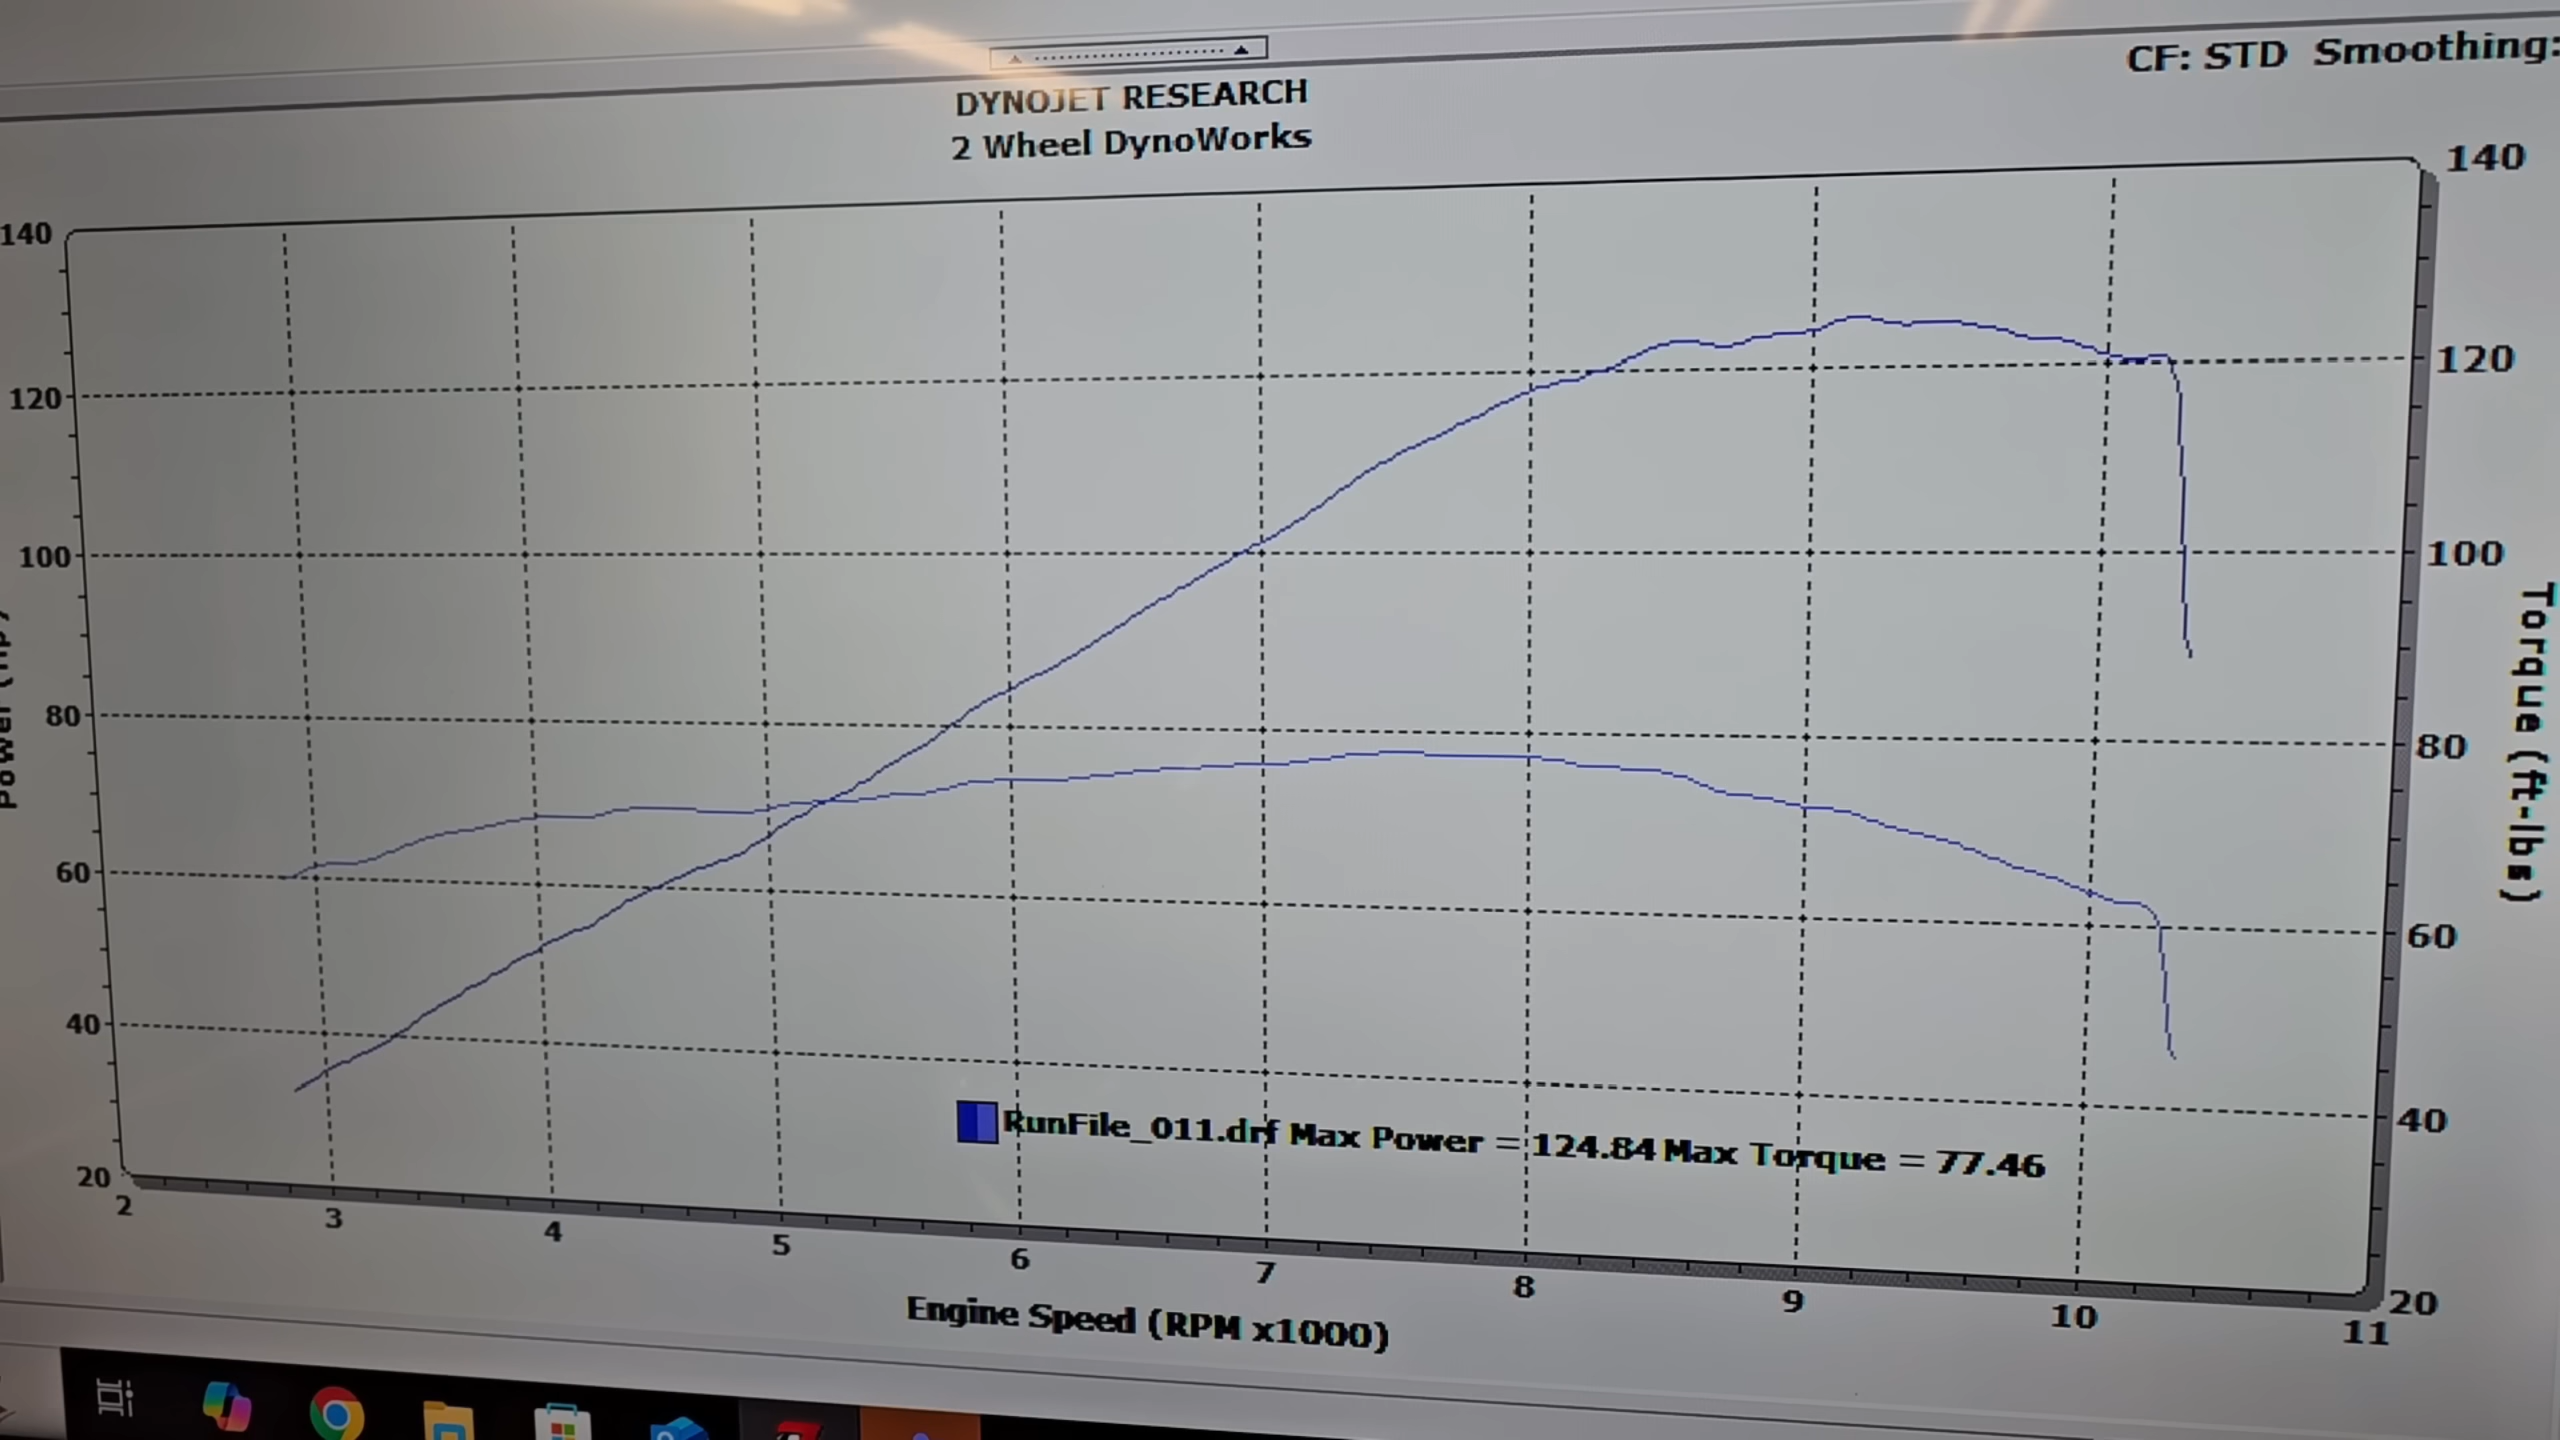 CF: STD Smoothing:
DYNOJET RESEARCH
2 Wheel DynoWorks
140
120
100
80
60
40
20
Power (hp)
140
120
100
80
60
40
20
Torque (ft-lbs)
RunFile_011.drf Max Power = 124.84 Max Torque = 77.46
2 3 4 5 6 7 8 9 10 11
Engine Speed (RPM x1000)